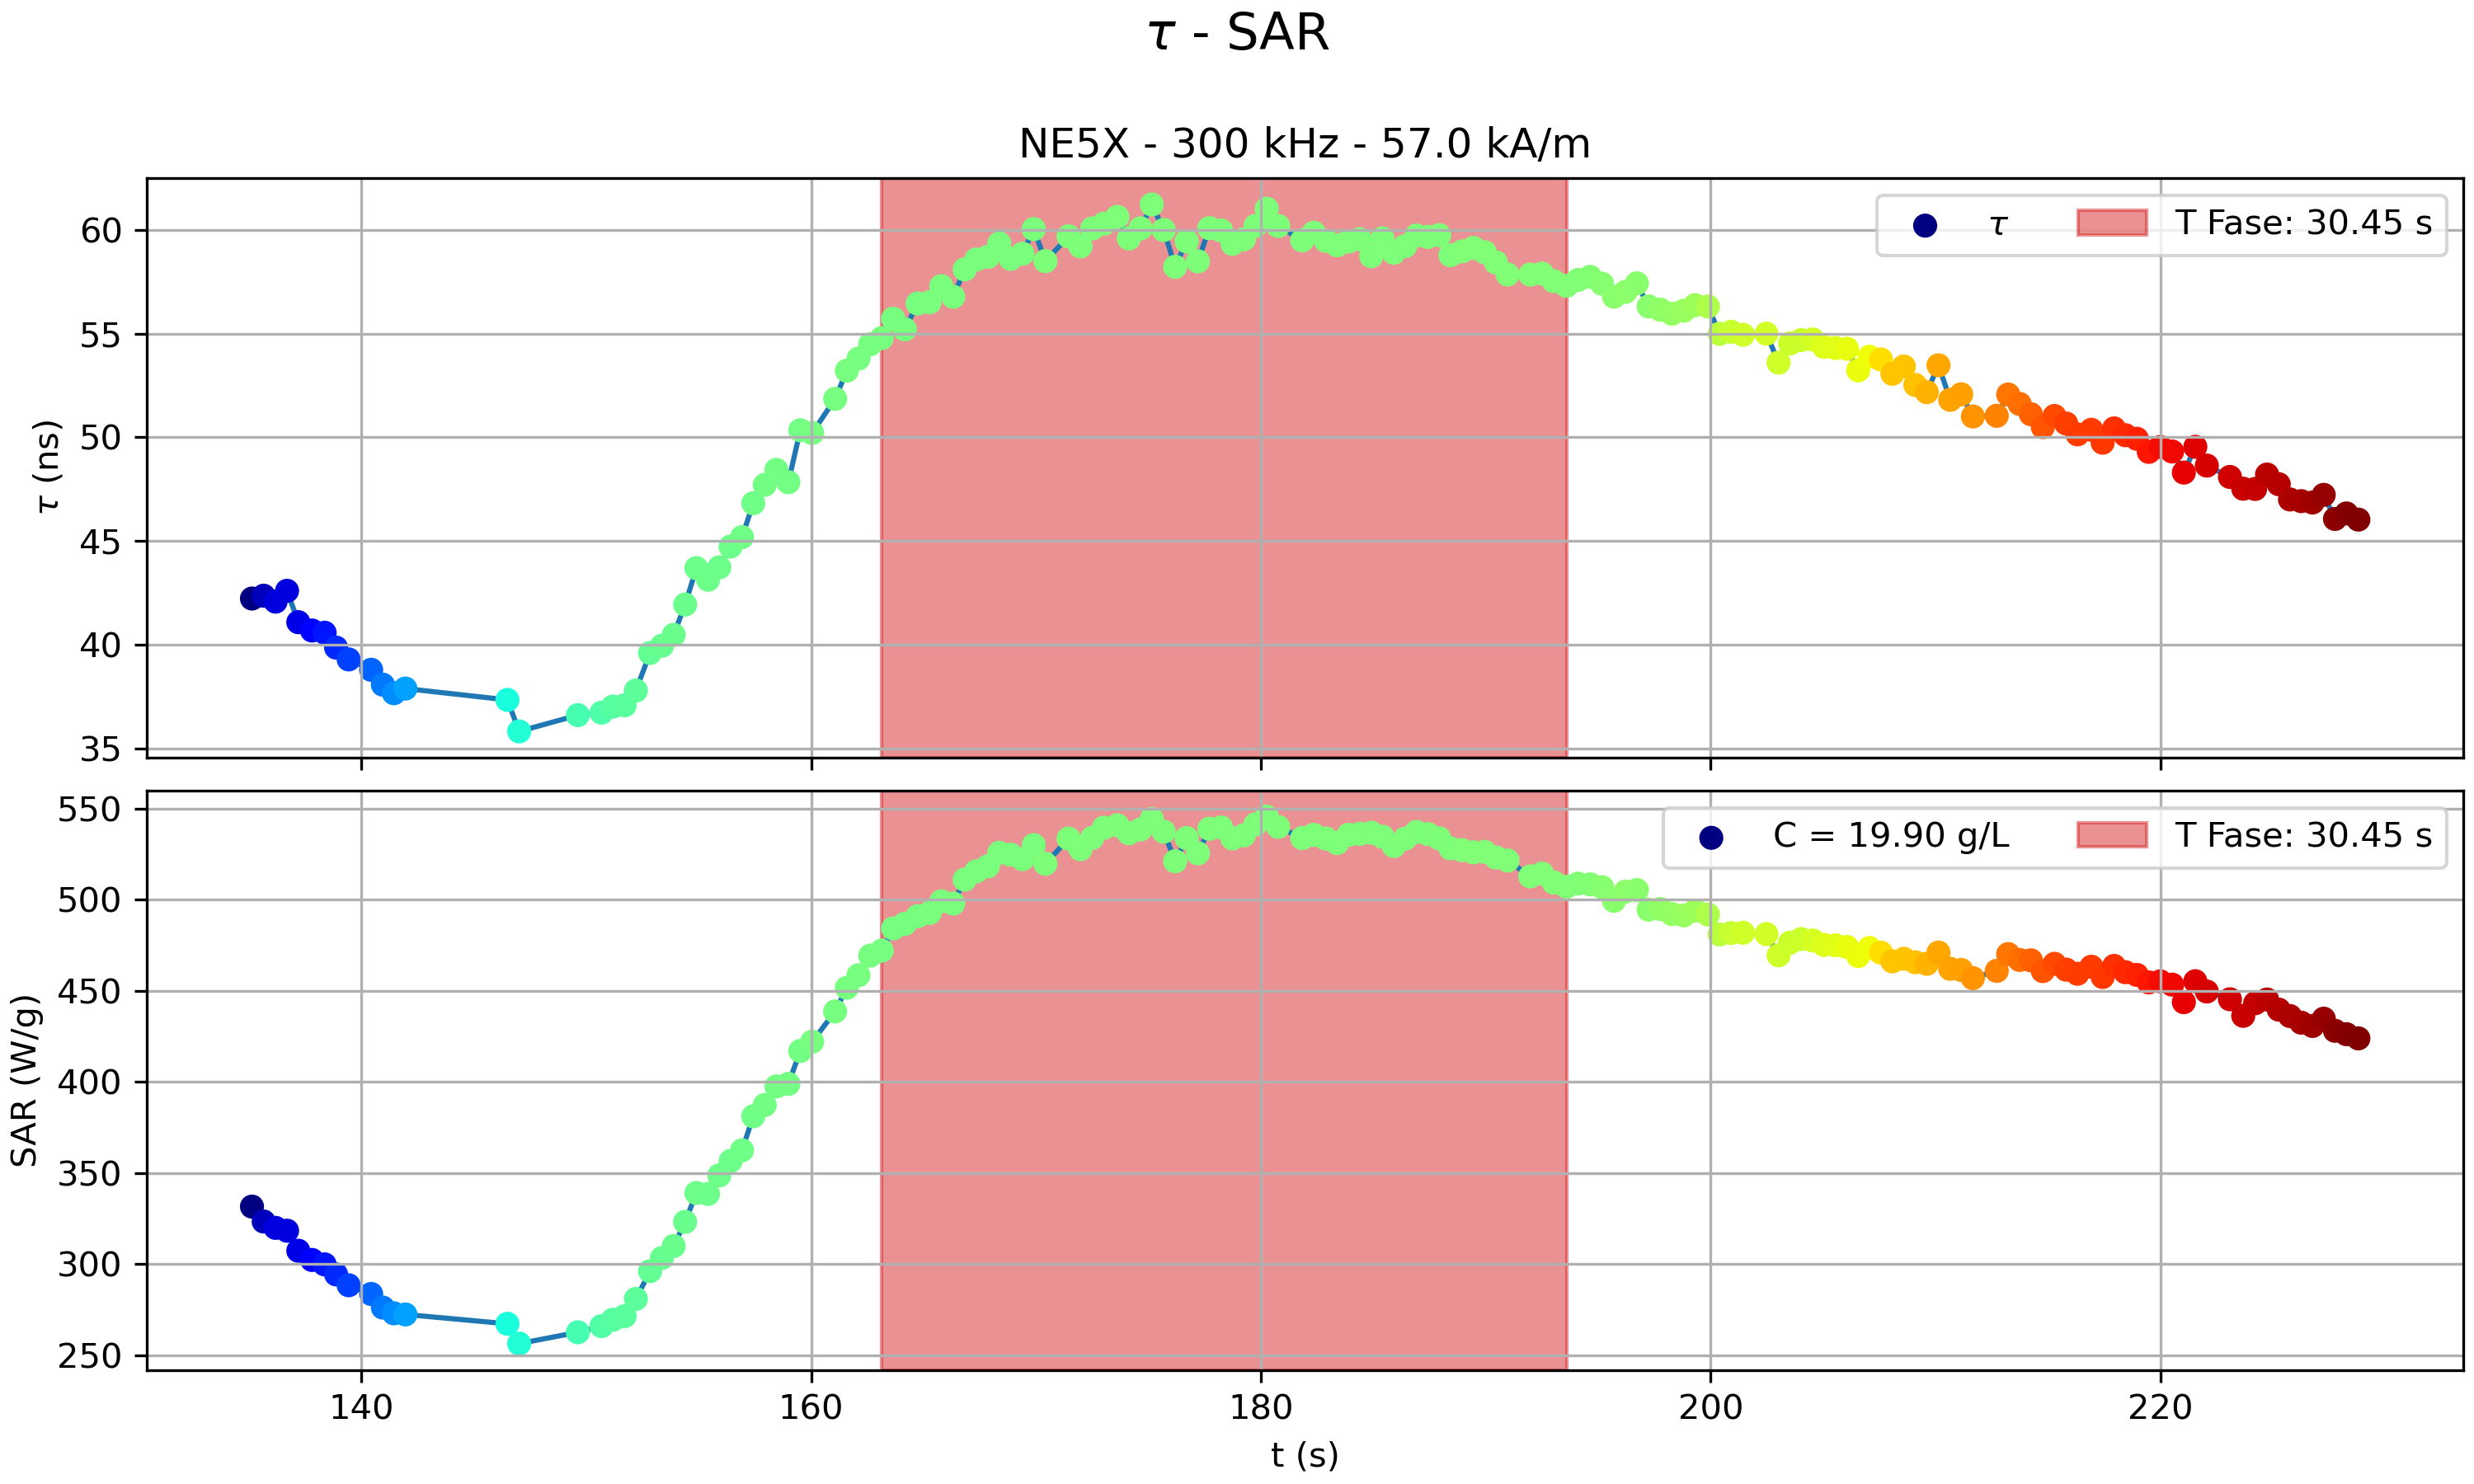 τ - SAR
NE5X - 300 kHz - 57.0 kA/m
τ (ns)
60
55
50
45
40
35
τ
T Fase: 30.45 s
SAR (W/g)
550
500
450
400
350
300
250
C = 19.90 g/L
T Fase: 30.45 s
140
160
180
200
220
t (s)